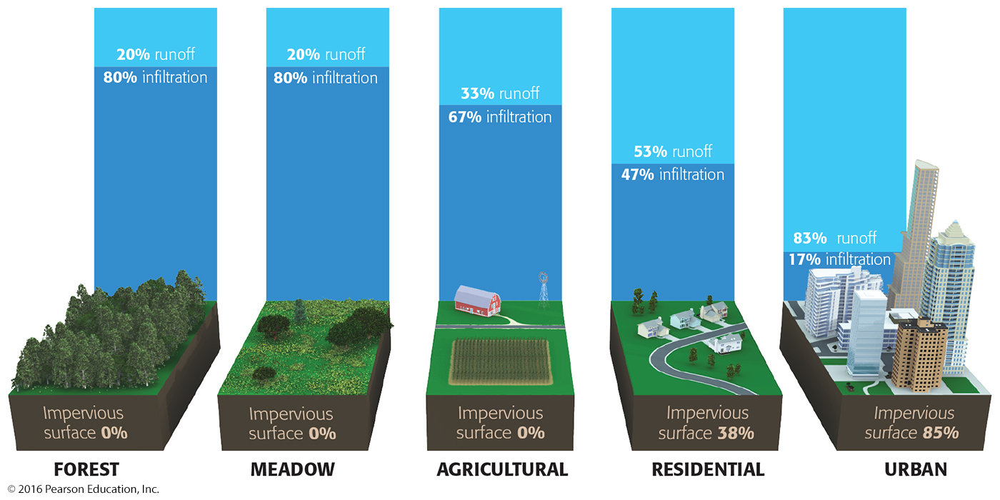 20% runoff
80% infiltration
20% runoff
80% infiltration
33% runoff
67% infiltration
53% runoff
47% infiltration
83% runoff
17% infiltration
Impervious
surface 0%
Impervious
surface 0%
Impervious
surface 0%
Impervious
surface 38%
Impervious
surface 85%
FOREST
MEADOW
AGRICULTURAL
RESIDENTIAL
URBAN
© 2016 Pearson Education, Inc.